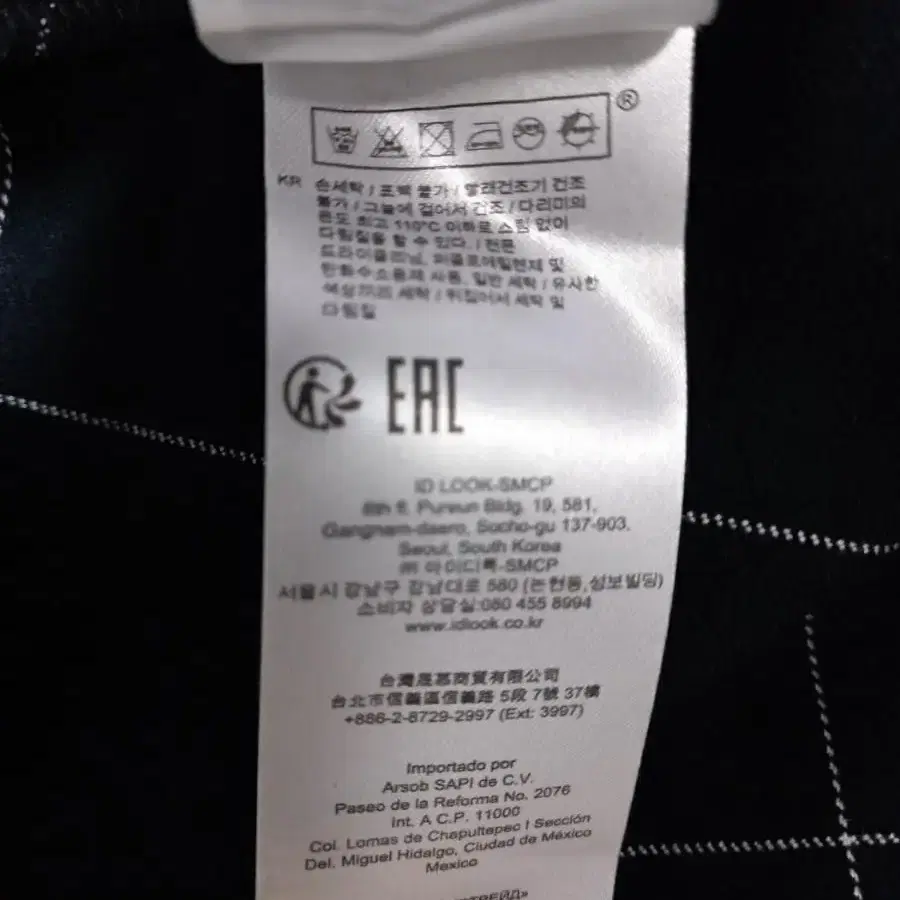 ®
KR 손세탁 / 표백 불가 / 빨래건조기 건조
불가 / 그늘에 걸어서 건조 / 다리미의
온도 최고 110°C 이하로 스팀 없이
다림질을 할 수 있다. / 전문
드라이클리닝, 퍼클로에틸렌제 및
탄화수소용제 사용, 일반 세탁 / 유사한
색상끼리 세탁 / 뒤집어서 세탁 및
다림질
EAC
ID LOOK-SMCP
6th fl. Purwun Bldg. 19, 581,
Gangnam-daero, Socho-gu 137-903,
Seoul, South Korea
㈜ 아이디룩-SMCP
서울시 강남구 강남대로 580 (논현동,성보빌딩)
소비자 상담실:080 455 8994
www.idlook.co.kr
台灣晟慕商貿有限公司
台北市信義區信義路 5段 7號 37樓
+886-2-8729-2997 (Ext: 3997)
Importado por
Arsob SAPI de C.V.
Paseo de la Reforma No. 2076
Int. A C.P. 11000
Col. Lomas de Chapultepec I Sección
Del. Miguel Hidalgo, Ciudad de México
Mexico